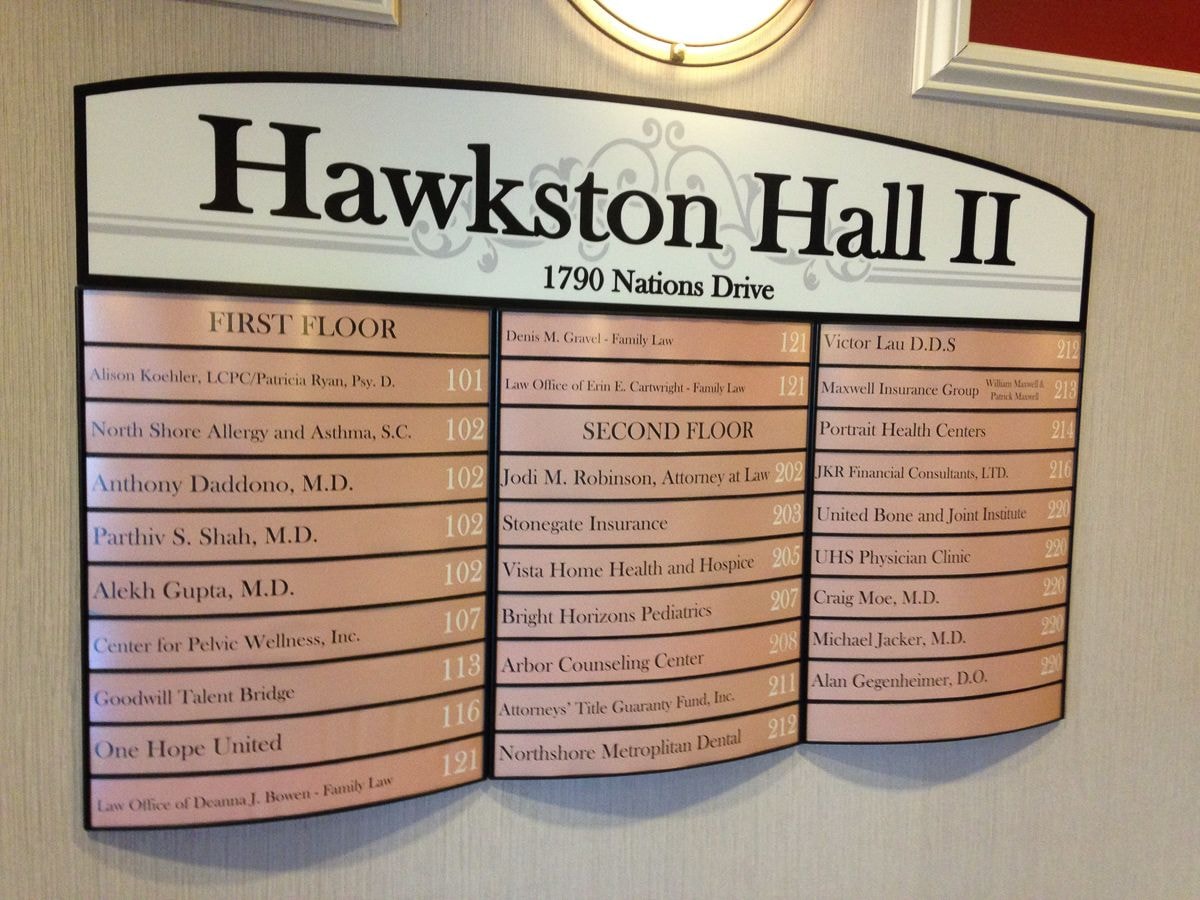 Hawkston Hall II
1790 Nations Drive
FIRST FLOOR
Alison Koehler, LCPC/Patricia Ryan, Psy. D. 101
North Shore Allergy and Asthma, S.C. 102
Anthony Daddono, M.D. 102
Parthiv S. Shah, M.D. 102
Alekh Gupta, M.D. 102
Center for Pelvic Wellness, Inc. 107
Goodwill Talent Bridge 113
One Hope United 116
Law Office of Deanna J. Bowen - Family Law 121
Denis M. Gravel - Family Law 121
Law Office of Erin E. Cartwright - Family Law 121
SECOND FLOOR
Jodi M. Robinson, Attorney at Law 202
Stonegate Insurance 203
Vista Home Health and Hospice 205
Bright Horizons Pediatrics 207
Arbor Counseling Center 208
Attorneys' Title Guaranty Fund, Inc. 211
Northshore Metroplitan Dental 212
Victor Lau D.D.S 212
Maxwell Insurance Group William Maxwell & Patrick Maxwell 213
Portrait Health Centers 214
JKR Financial Consultants, LTD. 216
United Bone and Joint Institute 220
UHS Physician Clinic 220
Craig Moe, M.D. 220
Michael Jacker, M.D. 220
Alan Gegenheimer, D.O. 220